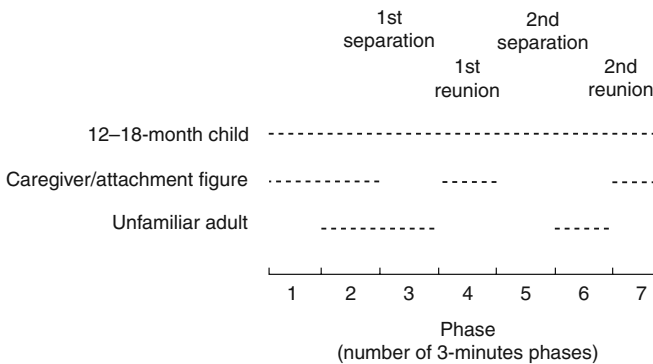 1st
separation
2nd
separation
1st
reunion
2nd
reunion
12–18-month child
Caregiver/attachment figure
Unfamiliar adult
1 2 3 4 5 6 7
Phase
(number of 3-minutes phases)